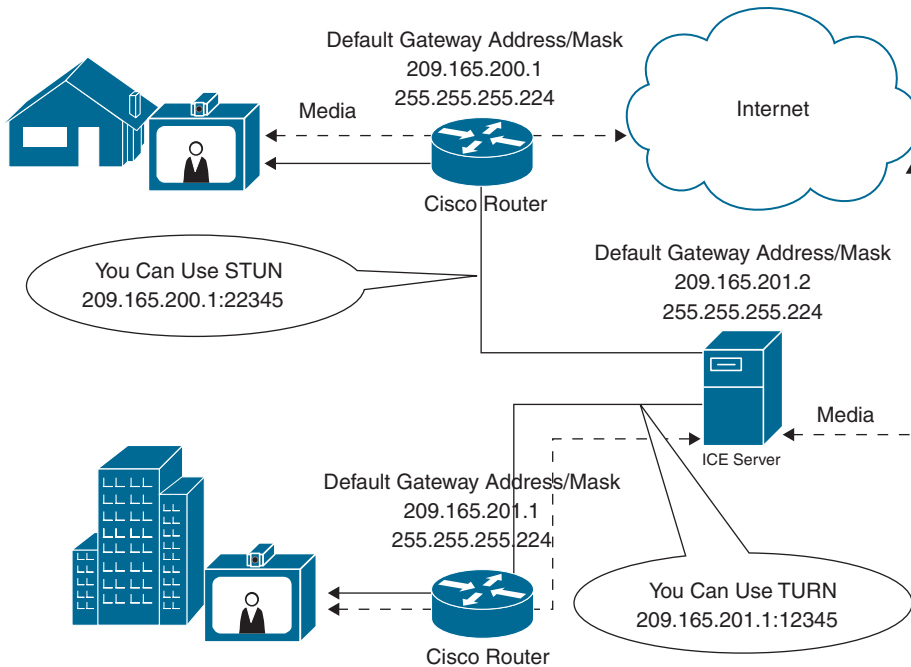 Default Gateway Address/Mask
209.165.200.1
255.255.255.224
Media
Internet
Cisco Router
You Can Use STUN
209.165.200.1:22345
Default Gateway Address/Mask
209.165.201.2
255.255.255.224
Media
ICE Server
Default Gateway Address/Mask
209.165.201.1
255.255.255.224
You Can Use TURN
209.165.201.1:12345
Cisco Router